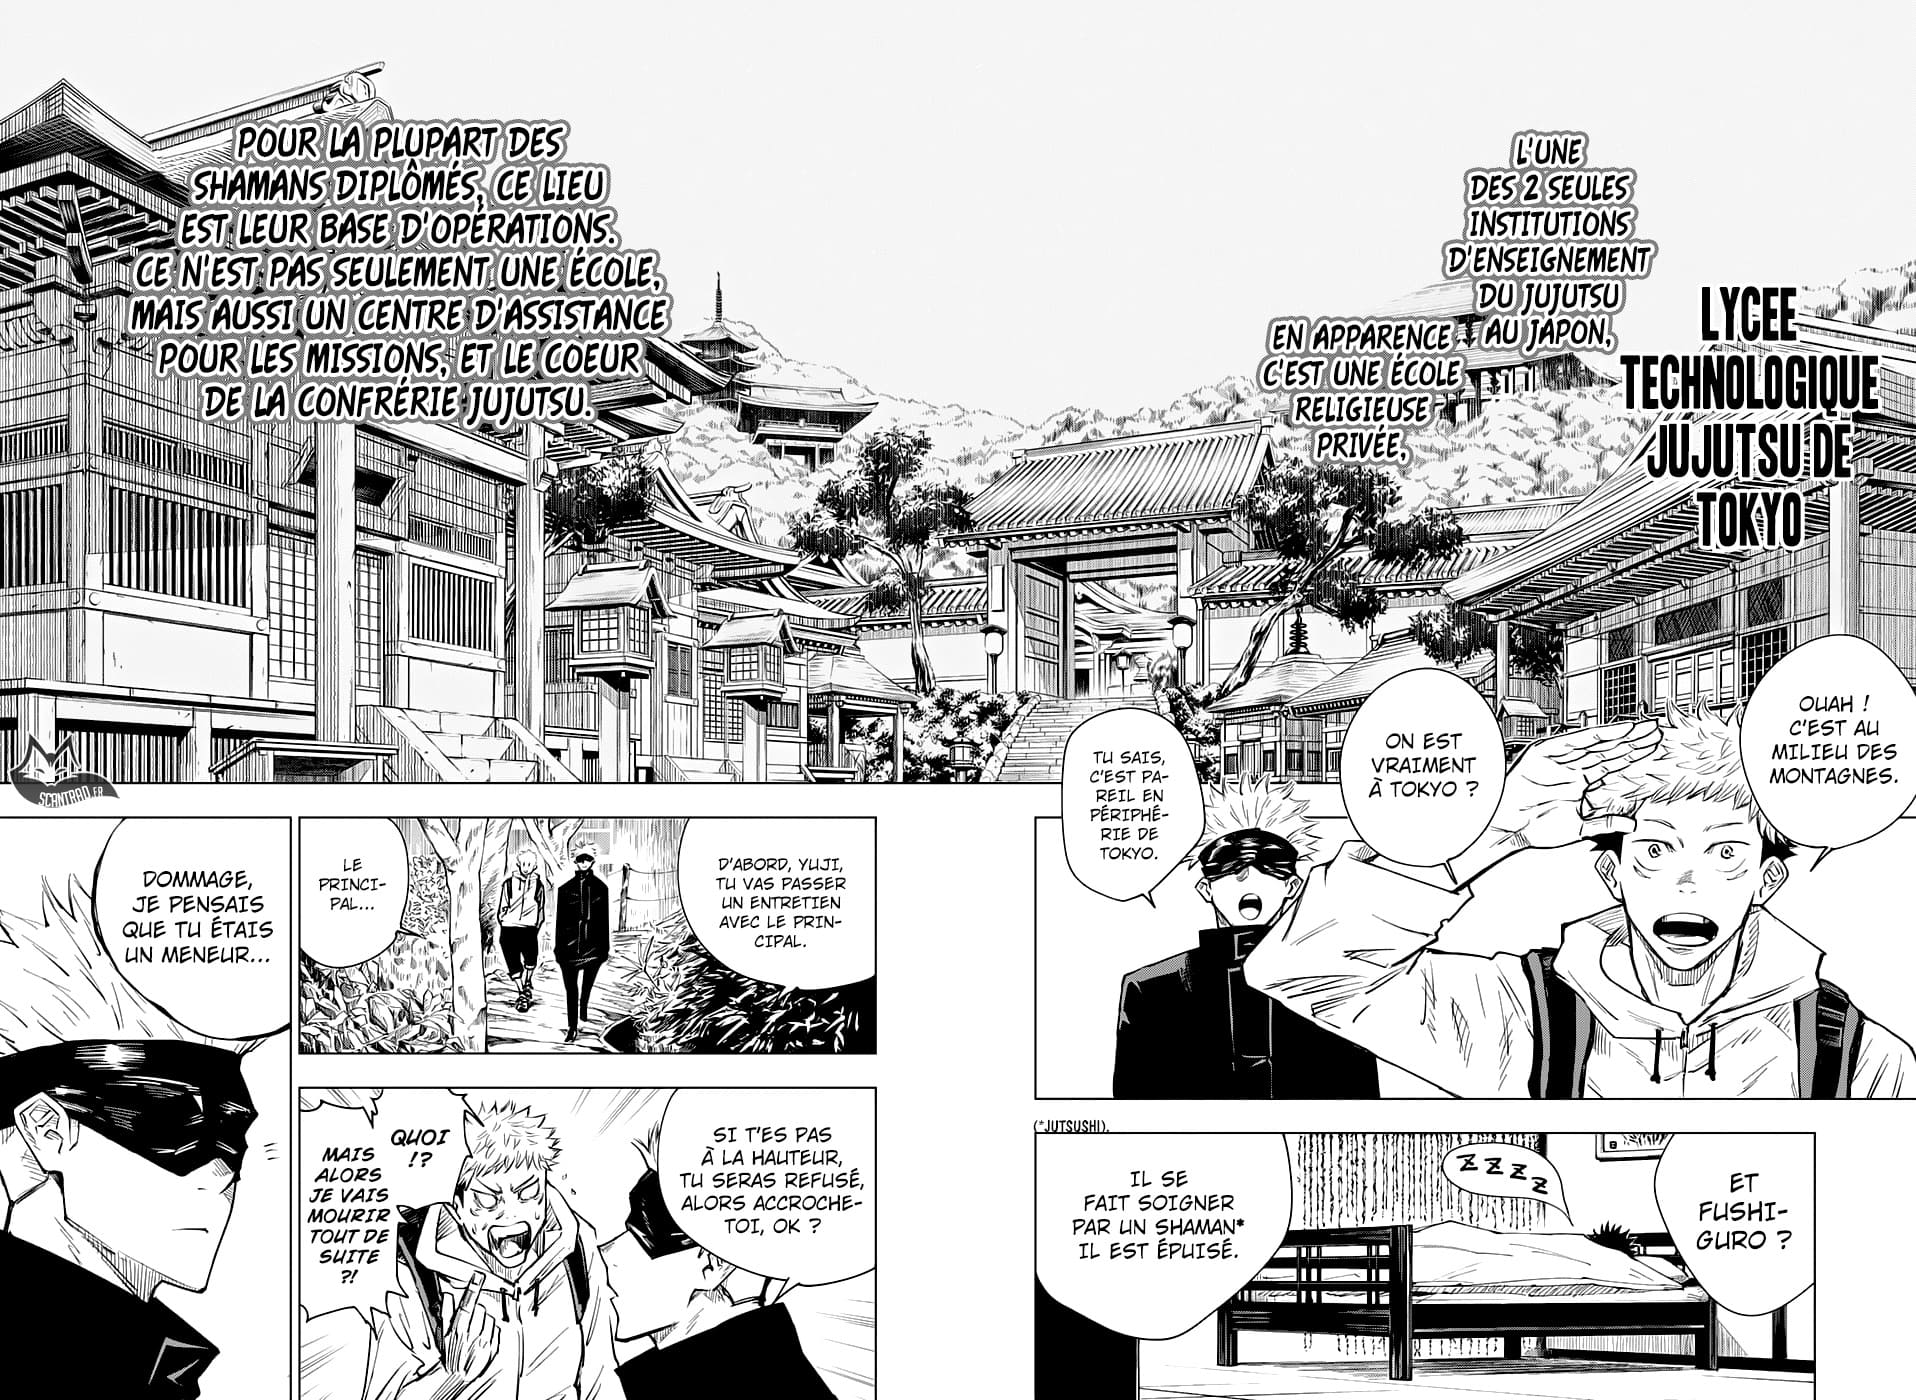 LYCEE
TECHNOLOGIQUE
JUJUTSU DE
TOKYO
L'UNE
DES 2 SEULES
INSTITUTIONS
D'ENSEIGNEMENT
DU JUJUTSU
AU JAPON,
EN APPARENCE
C'EST UNE ÉCOLE
RELIGIEUSE
PRIVÉE,
POUR LA PLUPART DES
SHAMANS DIPLÔMÉS, CE LIEU
EST LEUR BASE D'OPÉRATIONS.
CE N'EST PAS SEULEMENT UNE ÉCOLE,
MAIS AUSSI UN CENTRE D'ASSISTANCE
POUR LES MISSIONS, ET LE COEUR
DE LA CONFRÉRIE JUJUTSU.
SCANTRAD.FR
OUAH !
C'EST AU
MILIEU DES
MONTAGNES.
ON EST
VRAIMENT
À TOKYO ?
TU SAIS,
C'EST PA-
REIL EN
PÉRIPHÉ-
RIE DE
TOKYO.
(*JUTSUSHI).
ET
FUSHI-
GURO ?
ZZZZ
IL SE
FAIT SOIGNER
PAR UN SHAMAN*
IL EST ÉPUISÉ.
D'ABORD, YUJI,
TU VAS PASSER
UN ENTRETIEN
AVEC LE PRIN-
CIPAL.
LE
PRINCI-
PAL...
SI T'ES PAS
À LA HAUTEUR,
TU SERAS REFUSÉ,
ALORS ACCROCHE-
TOI, OK ?
QUOI
!?
MAIS
ALORS
JE VAIS
MOURIR
TOUT DE
SUITE
?!
DOMMAGE,
JE PENSAIS
QUE TU ÉTAIS
UN MENEUR...